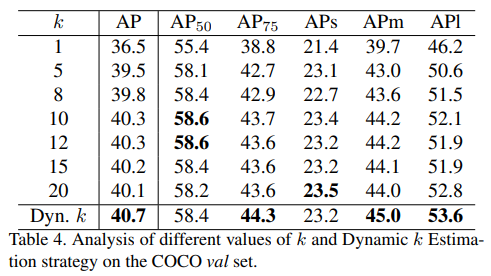 k AP AP50 AP75 APs APm APl
1 36.5 55.4 38.8 21.4 39.7 46.2
5 39.5 58.1 42.7 23.1 43.0 50.6
8 39.8 58.4 42.9 22.7 43.6 51.5
10 40.3 58.6 43.7 23.4 44.2 52.1
12 40.3 58.6 43.6 23.2 44.2 51.9
15 40.2 58.4 43.6 23.2 44.1 51.9
20 40.1 58.2 43.6 23.5 44.0 52.8
Dyn. k 40.7 58.4 44.3 23.2 45.0 53.6
Table 4. Analysis of different values of k and Dynamic k Estima-
tion strategy on the COCO val set.